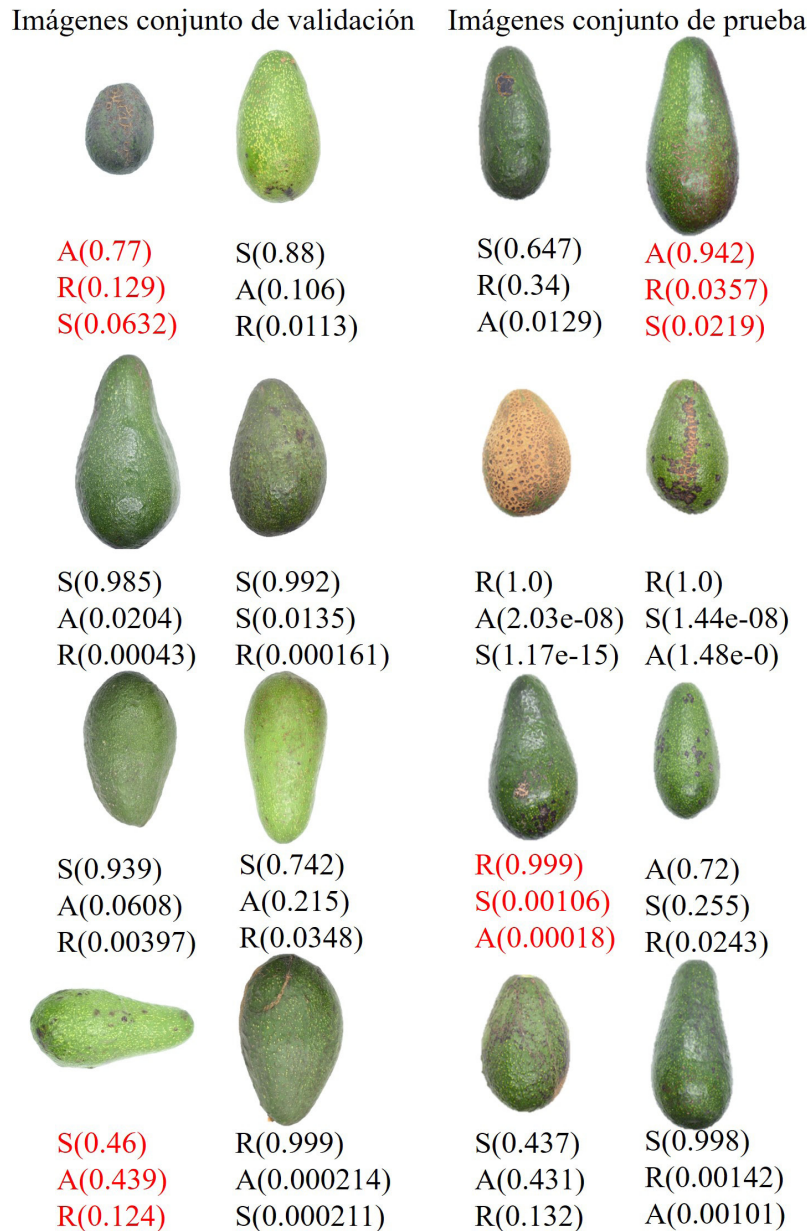 Imágenes conjunto de validación
Imágenes conjunto de prueba
A(0.77)
R(0.129)
S(0.0632)
S(0.88)
A(0.106)
R(0.0113)
S(0.647)
R(0.34)
A(0.0129)
A(0.942)
R(0.0357)
S(0.0219)
S(0.985)
A(0.0204)
R(0.00043)
S(0.992)
S(0.0135)
R(0.000161)
R(1.0)
A(2.03e-08)
S(1.17e-15)
R(1.0)
S(1.44e-08)
A(1.48e-0)
S(0.939)
A(0.0608)
R(0.00397)
S(0.742)
A(0.215)
R(0.0348)
R(0.999)
S(0.00106)
A(0.00018)
A(0.72)
S(0.255)
R(0.0243)
S(0.46)
A(0.439)
R(0.124)
R(0.999)
A(0.000214)
S(0.000211)
S(0.437)
A(0.431)
R(0.132)
S(0.998)
R(0.00142)
A(0.00101)